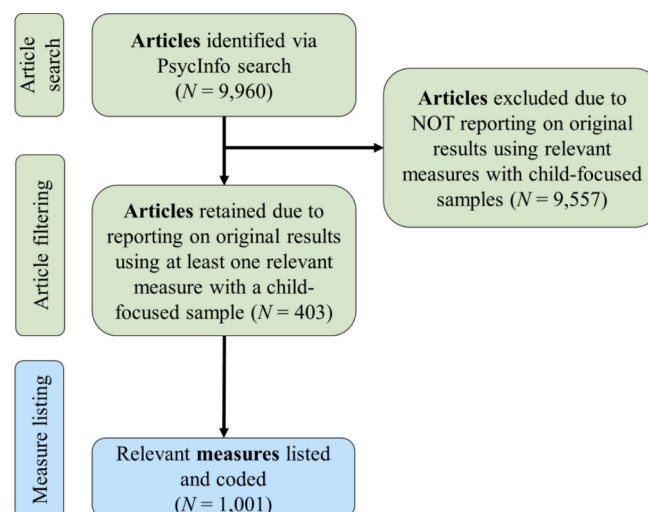 Article
search
Articles identified via
PsycInfo search
(N = 9,960)
Articles excluded due to
NOT reporting on original
results using relevant
measures with child-focused
samples (N = 9,557)
Article filtering
Articles retained due to
reporting on original results
using at least one relevant
measure with a child-
focused sample (N = 403)
Measure listing
Relevant measures listed
and coded
(N = 1,001)